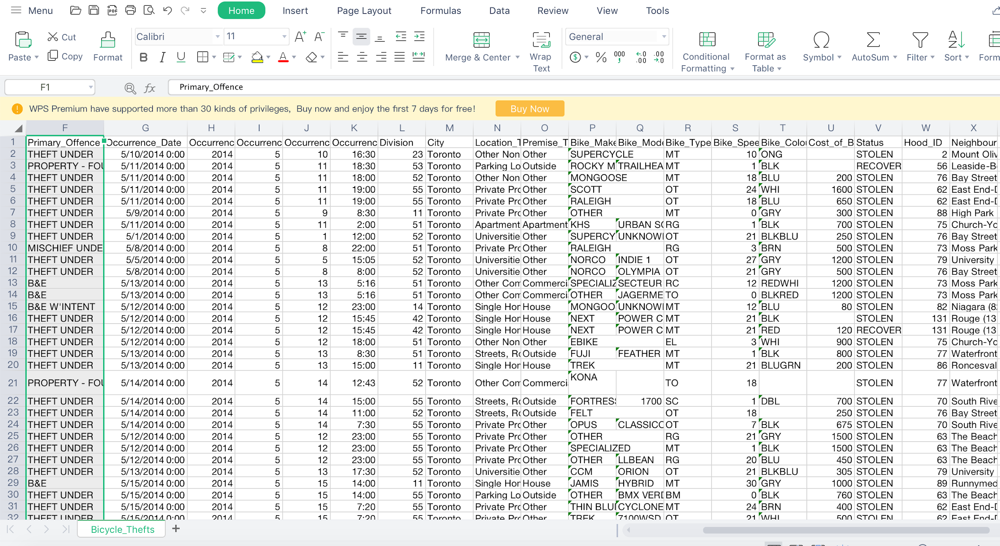 Menu Home Insert Page Layout Formulas Data Review View Tools
Cut Calibri 11 General
Paste Copy Format Merge & Center Wrap Text Conditional Formatting Format as Table Symbol AutoSum Filter Sort Form
F1 Primary_Offence
WPS Premium have supported more than 30 kinds of privileges, Buy now and enjoy the first 7 days for free! Buy Now
F G H I J K L M N O P Q R S T U V W X
1 Primary_Offence Occurrence_Date Occurrenc Occurrenc Occurrenc Occurrenc Division City Location_T Premise_T Bike_Make Bike_Mode Bike_Type Bike_Spee Bike_Colou Cost_of_B Status Hood_ID Neighbour
2 THEFT UNDER 5/10/2014 0:00 2014 5 10 16:30 23 Toronto Other Non Other SUPERCYCLE MT 10 ONG STOLEN 2 Mount Oliv
3 PROPERTY - FOU 5/11/2014 0:00 2014 5 11 18:30 53 Toronto Parking Lo Outside ROCKY M TRAILHEA MT 1 BLK RECOVER 56 Leaside-B
4 THEFT UNDER 5/11/2014 0:00 2014 5 11 18:00 52 Toronto Other Non Other MONGOOSE MT 18 BLU 200 STOLEN 76 Bay Street
5 THEFT UNDER 5/11/2014 0:00 2014 5 11 19:00 55 Toronto Private Pro Other SCOTT OT 24 WHI 1600 STOLEN 62 East End-D
6 THEFT UNDER 5/11/2014 0:00 2014 5 11 19:00 55 Toronto Private Pro Other RALEIGH OT 18 BLU 650 STOLEN 62 East End-D
7 THEFT UNDER 5/9/2014 0:00 2014 5 9 8:30 11 Toronto Private Pro Other OTHER MT 0 GRY 300 STOLEN 88 High Park
8 THEFT UNDER 5/11/2014 0:00 2014 5 11 2:00 51 Toronto Apartment Apartment KHS URBAN SO RG 1 BLK 700 STOLEN 75 Church-Yo
9 THEFT UNDER 5/1/2014 0:00 2014 5 1 12:00 52 Toronto Universitie Other SUPERCY UNKNOWN OT 21 BLKBLU 250 STOLEN 76 Bay Street
10 MISCHIEF UNDE 5/8/2014 0:00 2014 5 8 22:00 51 Toronto Private Pro Other RALEIGH RG 3 BRN 500 STOLEN 73 Moss Park
11 THEFT UNDER 5/5/2014 0:00 2014 5 5 15:05 52 Toronto Universitie Other NORCO INDIE 1 OT 27 GRY 1200 STOLEN 79 University
12 THEFT UNDER 5/8/2014 0:00 2014 5 8 8:00 52 Toronto Universitie Other NORCO OLYMPIA OT 21 GRY 500 STOLEN 76 Bay Street
13 B&E 5/13/2014 0:00 2014 5 13 5:16 51 Toronto Other Com Commerci SPECIALIZ SECTEUR RC 12 REDWHI 1200 STOLEN 73 Moss Park
14 B&E 5/13/2014 0:00 2014 5 13 5:16 51 Toronto Other Com Commerci OTHER JAGERME TO 0 BLKRED 1200 STOLEN 73 Moss Park
15 B&E W'INTENT 5/12/2014 0:00 2014 5 12 23:00 14 Toronto Single Hom House MONGOO UNKNOWN MT 12 BLU 80 STOLEN 82 Niagara (8
16 THEFT UNDER 5/12/2014 0:00 2014 5 12 15:45 42 Toronto Single Hom House NEXT POWER C MT 21 BLK STOLEN 131 Rouge (13
17 THEFT UNDER 5/12/2014 0:00 2014 5 12 15:45 42 Toronto Single Hom House NEXT POWER C MT 21 RED 120 RECOVER 131 Rouge (13
18 THEFT UNDER 5/12/2014 0:00 2014 5 12 18:00 51 Toronto Other Non Other EBIKE EL 3 WHI 900 STOLEN 75 Church-Yo
19 THEFT UNDER 5/13/2014 0:00 2014 5 13 8:30 51 Toronto Streets, Ro Outside FUJI FEATHER MT 1 BLK 800 STOLEN 77 Waterfront
20 THEFT UNDER 5/13/2014 0:00 2014 5 13 15:00 11 Toronto Single Hom House TREK MT 21 BLUGRN 200 STOLEN 86 Roncesval
21 PROPERTY - FOU 5/14/2014 0:00 2014 5 14 12:43 52 Toronto Other Com Commerci KONA TO 18 STOLEN 77 Waterfront
22 THEFT UNDER 5/14/2014 0:00 2014 5 14 15:00 55 Toronto Streets, Ro Outside FORTRESS 1700 SC 1 DBL 700 STOLEN 70 South Rive
23 THEFT UNDER 5/14/2014 0:00 2014 5 14 11:00 52 Toronto Streets, Ro Outside FELT OT 18 250 STOLEN 76 Bay Street
24 THEFT UNDER 5/14/2014 0:00 2014 5 14 7:30 55 Toronto Private Pro Other OPUS CLASSICO OT 7 BLK 675 STOLEN 70 South Rive
25 THEFT UNDER 5/12/2014 0:00 2014 5 12 23:00 55 Toronto Private Pro Other OTHER RG 21 GRY 1500 STOLEN 63 The Beach
26 THEFT UNDER 5/12/2014 0:00 2014 5 12 23:00 55 Toronto Private Pro Other SPECIALIZED MT 1 BLK 1500 STOLEN 63 The Beach
27 THEFT UNDER 5/12/2014 0:00 2014 5 12 23:00 55 Toronto Private Pro Other OTHER LLBEAN RG 20 BLU 450 STOLEN 63 The Beach
28 THEFT UNDER 5/13/2014 0:00 2014 5 13 17:30 52 Toronto Universitie Other CCM ORION OT 21 BLKBLU 305 STOLEN 79 University
29 B&E 5/15/2014 0:00 2014 5 15 14:00 11 Toronto Single Hom House JAMIS HYBRID MT 30 GRY 1000 STOLEN 89 Runnymed
30 THEFT UNDER 5/15/2014 0:00 2014 5 15 14:00 55 Toronto Parking Lo Outside OTHER BMX VERD BM 0 BLK 760 STOLEN 63 The Beach
31 THEFT UNDER 5/15/2014 0:00 2014 5 15 7:20 55 Toronto Private Pro Other THIN BLU CYCLONE MT 24 BRN 400 STOLEN 62 East End-D
32 THEFT UNDER 5/15/2014 0:00 2014 5 15 7:20 55 Toronto Private Pro Other TREK 7100WSD OT 21 WHI 500 STOLEN 62 East End-D
Bicycle_Thefts